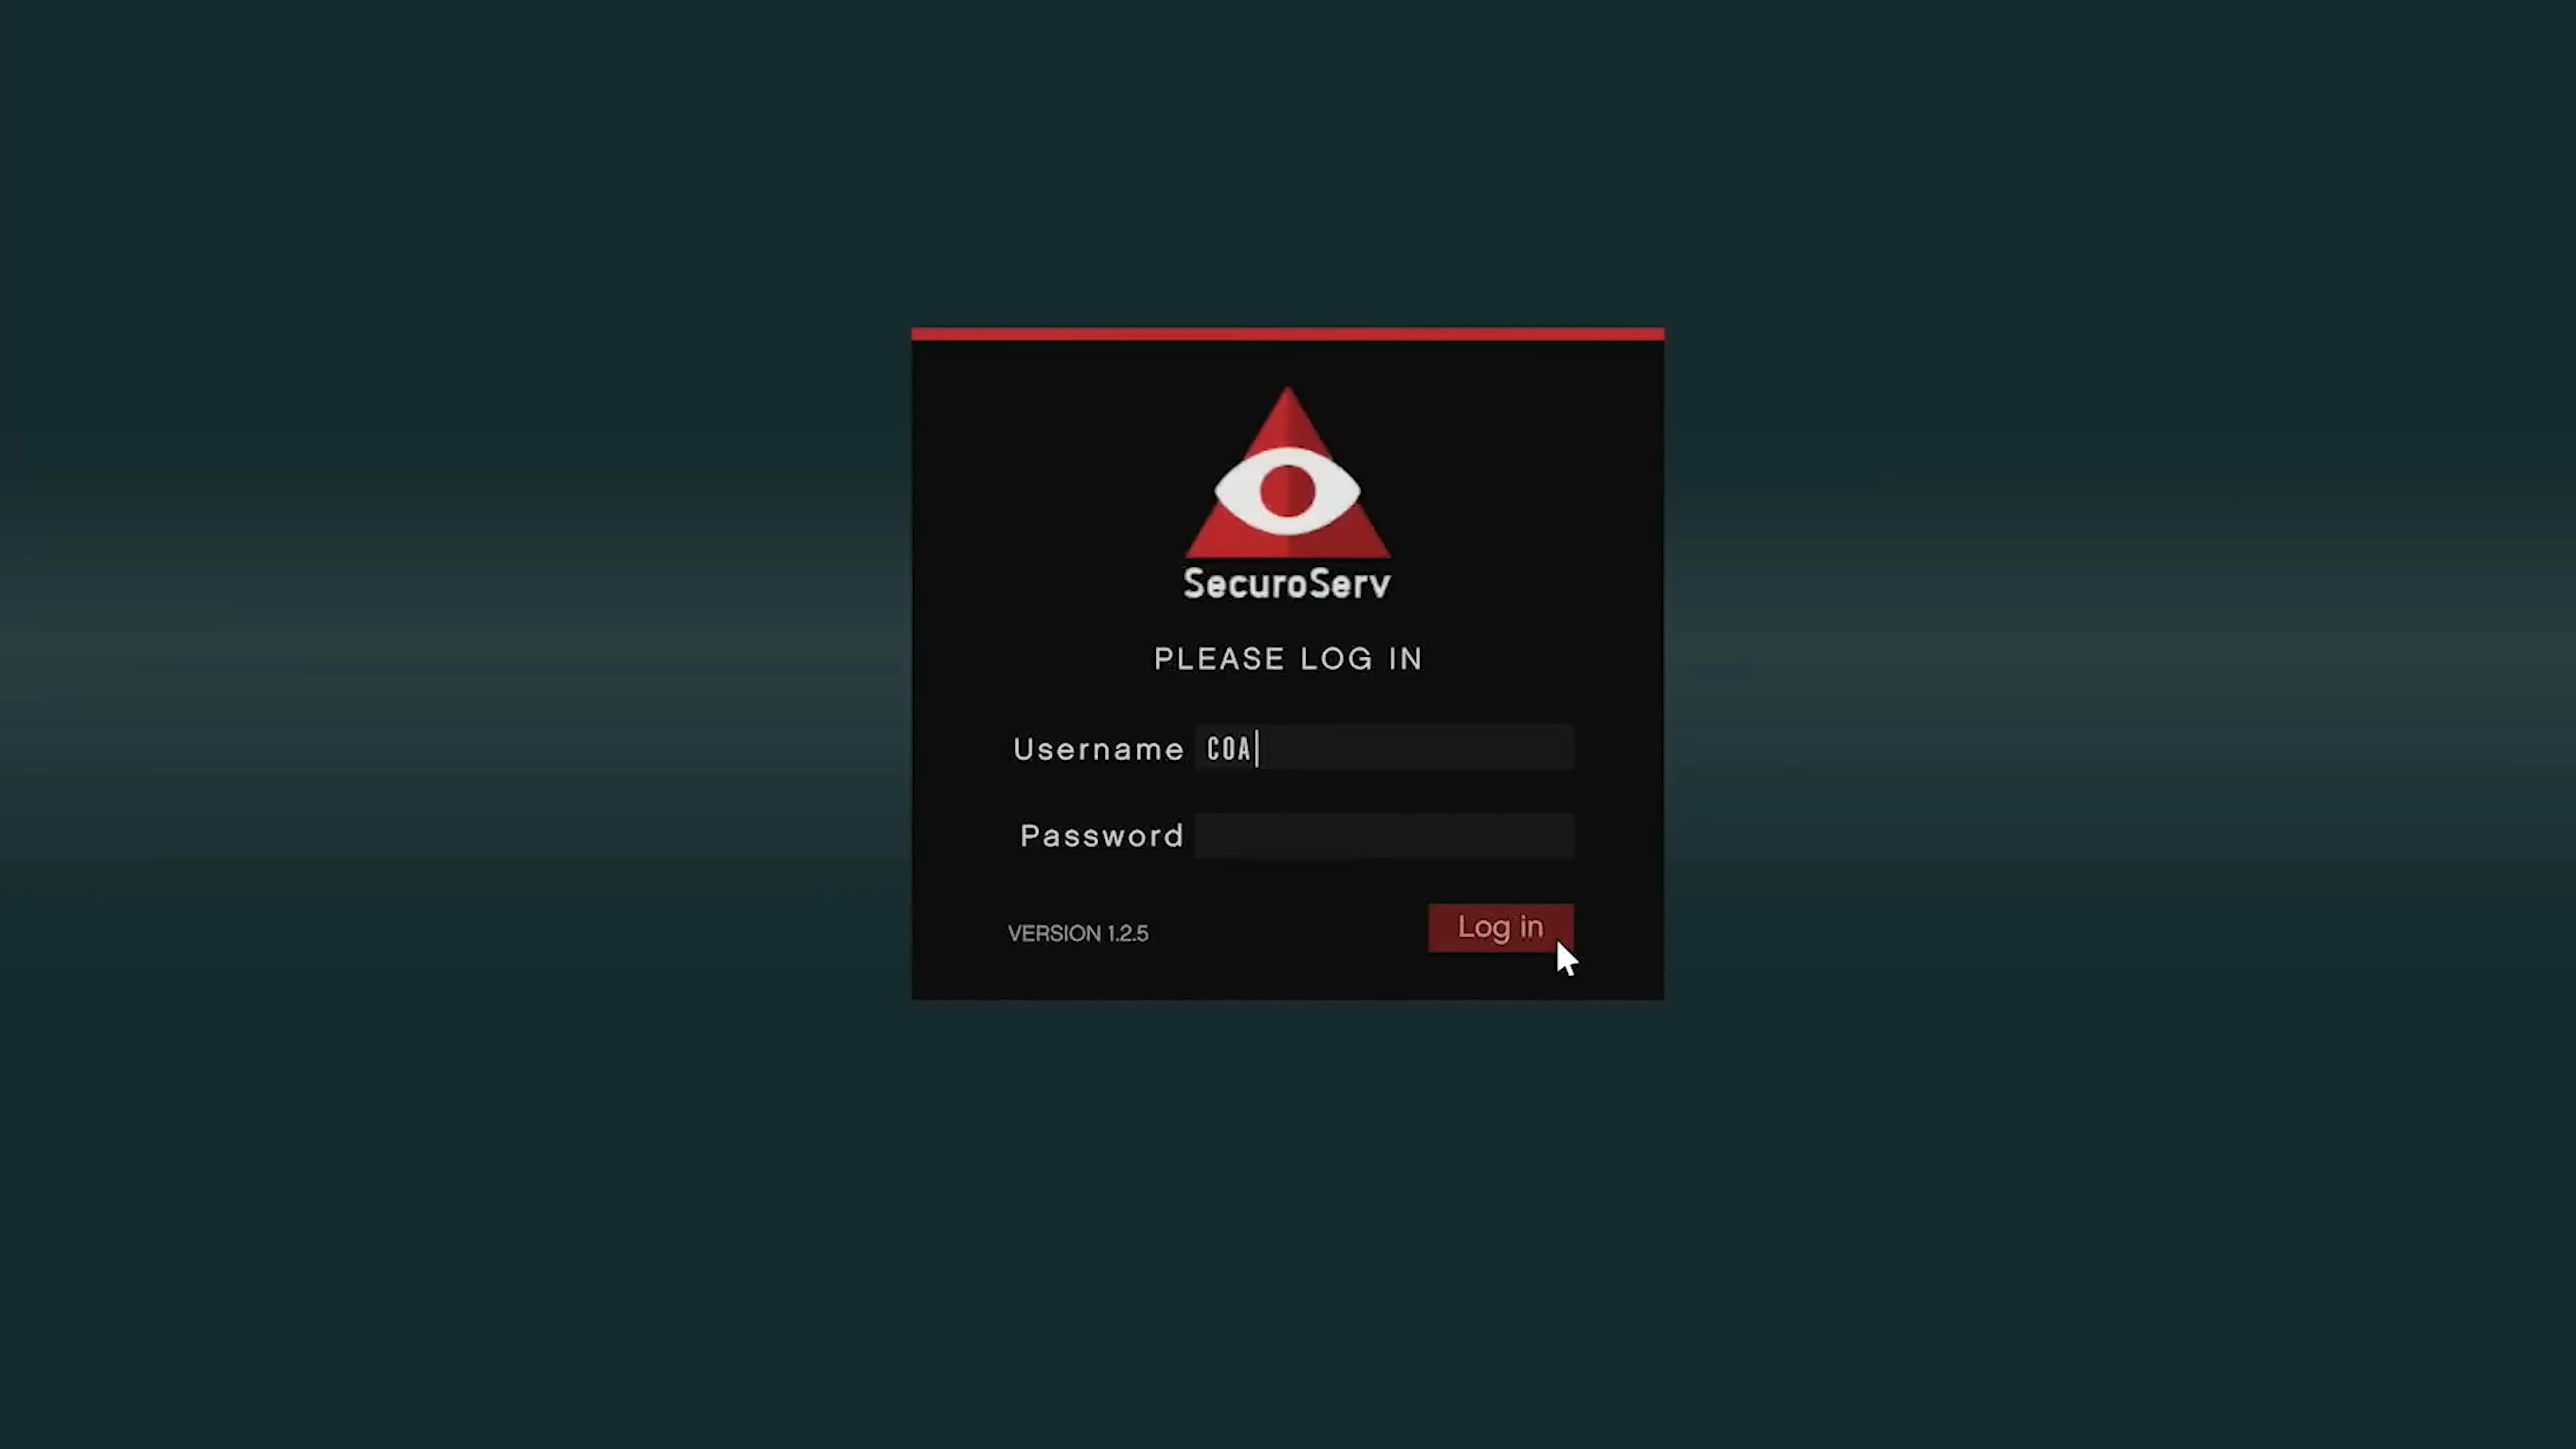 SecuroServ
PLEASE LOG IN
Username COA
Password
VERSION 1.2.5
Log in